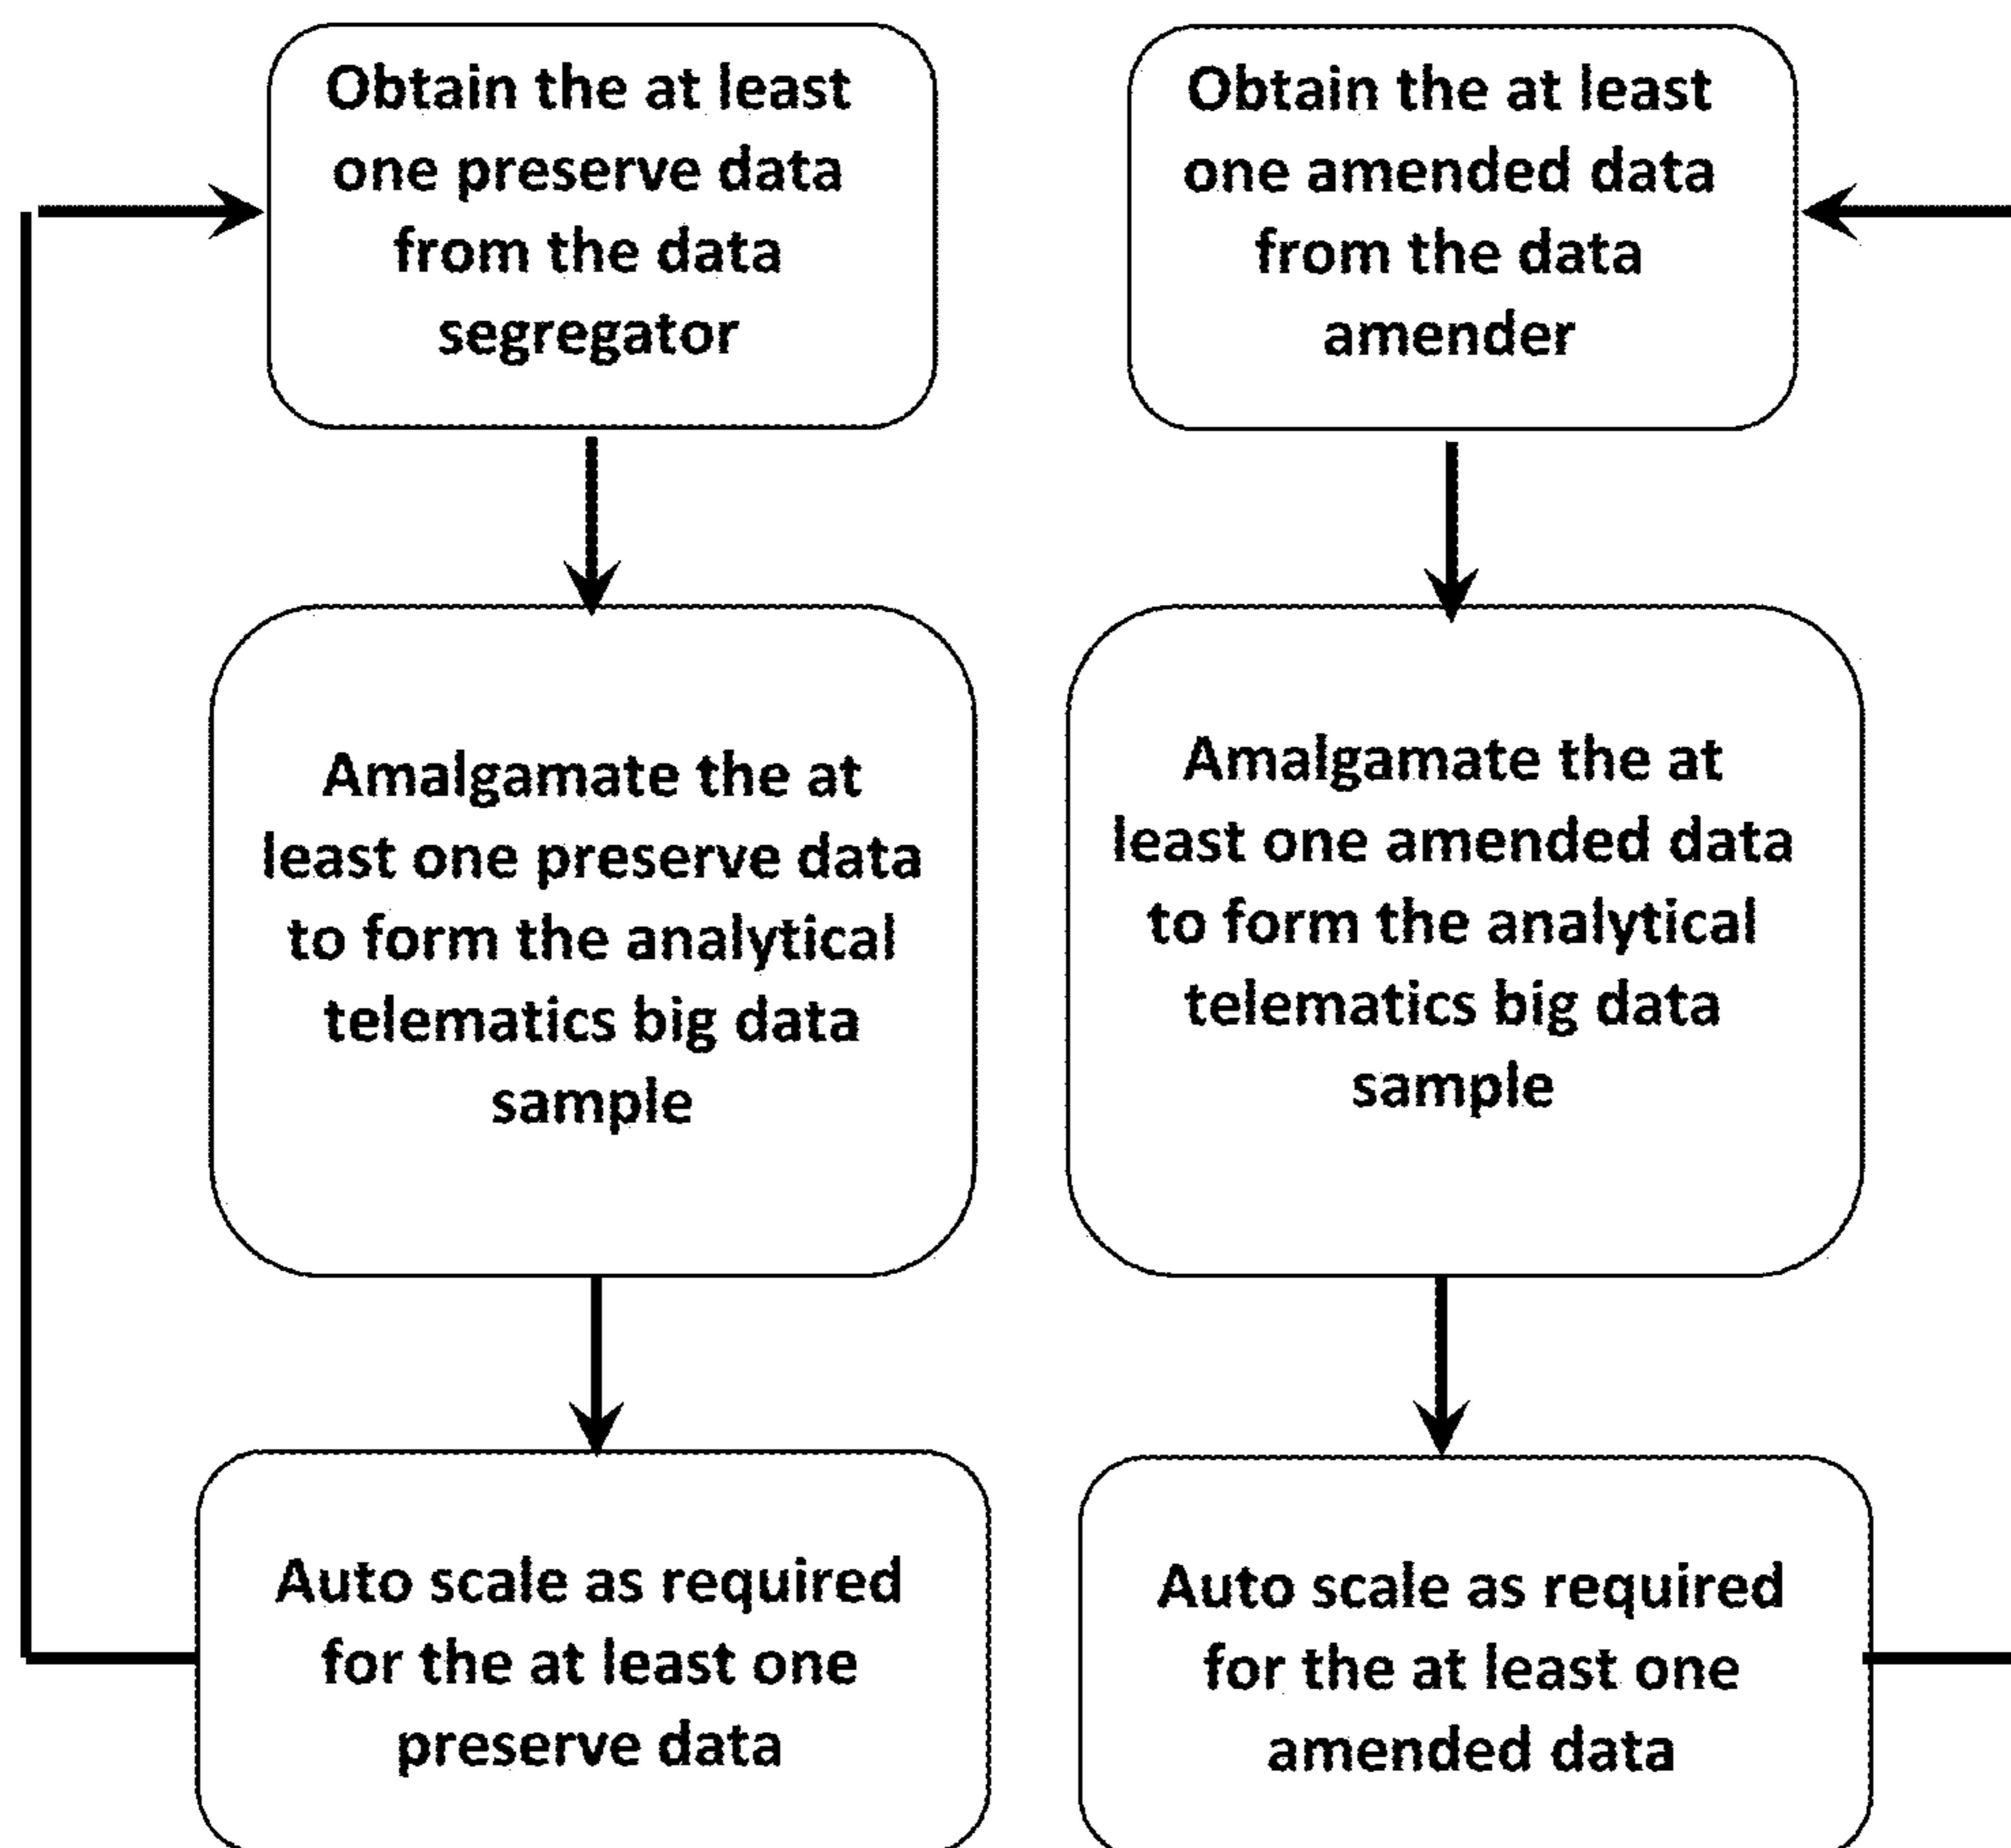 Obtain the at least
one preserve data
from the data
segregator
Obtain the at least
one amended data
from the data
amender
Amalgamate the at
least one preserve data
to form the analytical
telematics big data
sample
Amalgamate the at
least one amended data
to form the analytical
telematics big data
sample
Auto scale as required
for the at least one
preserve data
Auto scale as required
for the at least one
amended data